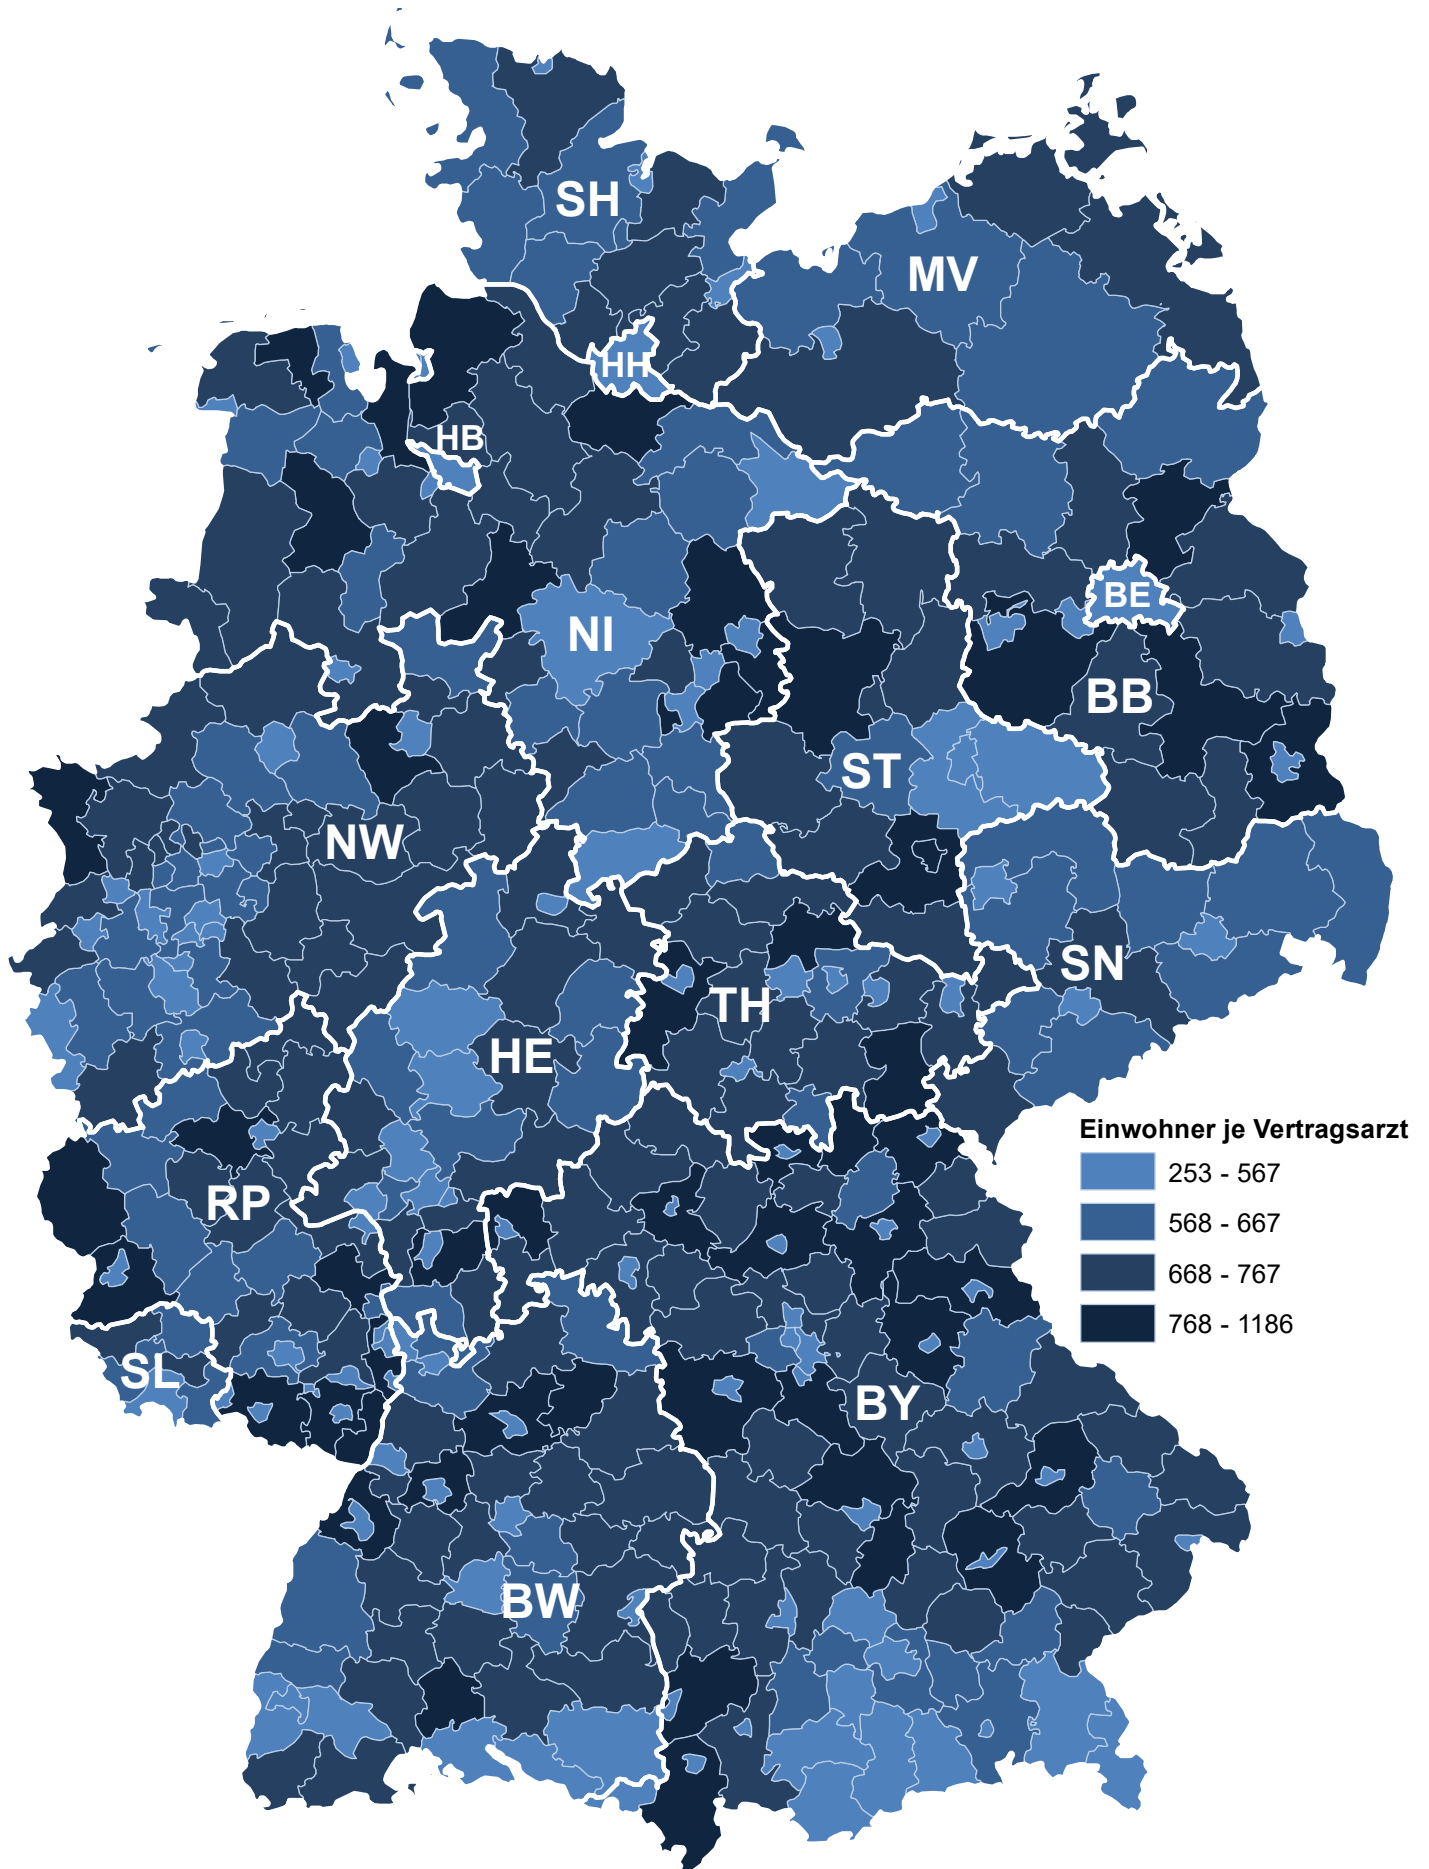 SH
MV
HH
HB
BE
NI
BB
ST
NW
SN
TH
HE
Einwohner je Vertragsarzt
253 - 567
RP
568 - 667
668 - 767
768 - 1186
SL
BY
BW